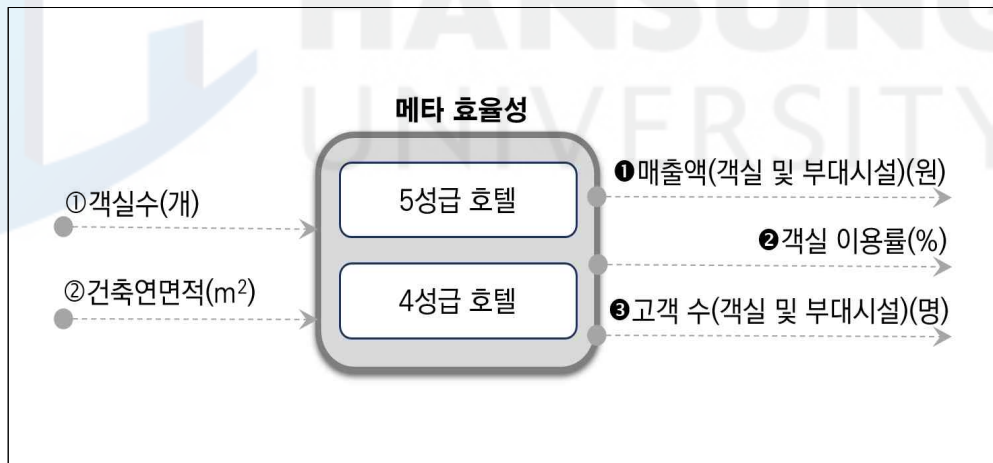 HANSUNG
UNIVERSITY
메타 효율성
①객실수(개)
②건축연면적(m²)
5성급 호텔
4성급 호텔
❶매출액(객실 및 부대시설)(원)
❷객실 이용률(%)
❸고객 수(객실 및 부대시설)(명)